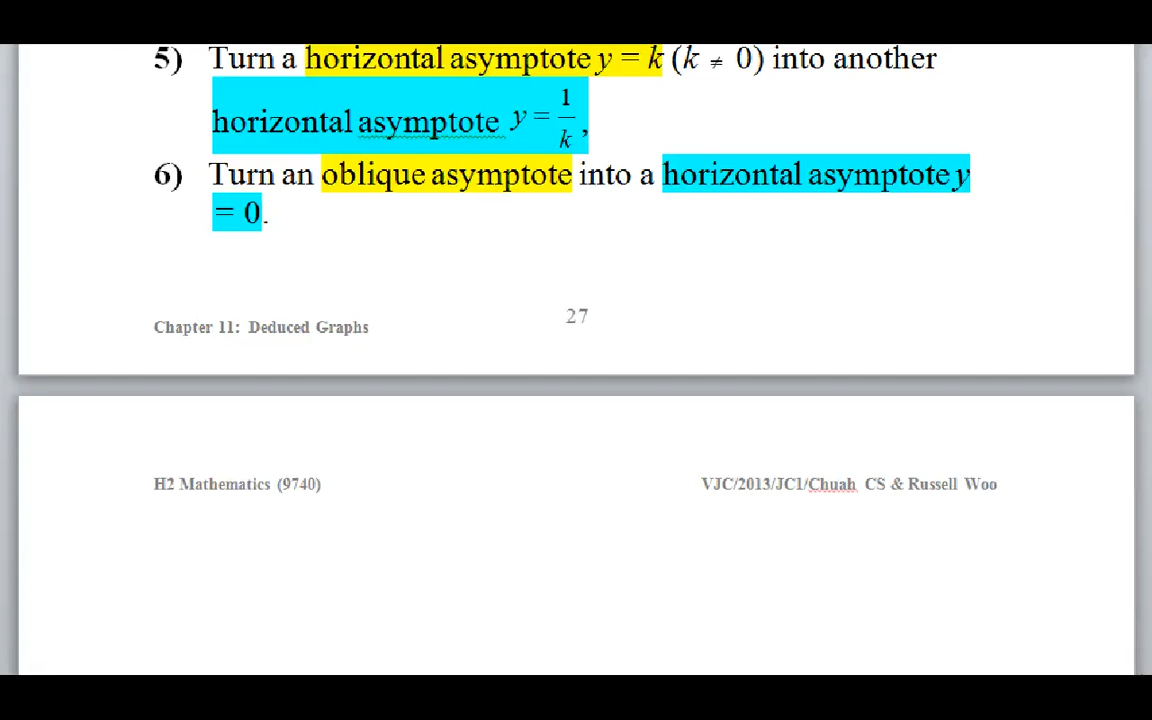 5) Turn a horizontal asymptote y = k (k ≠ 0) into another
horizontal asymptote y = 1/k ,
6) Turn an oblique asymptote into a horizontal asymptote y
= 0.
27
Chapter 11: Deduced Graphs
H2 Mathematics (9740) VJC/2013/JC1/Chuah CS & Russell Woo